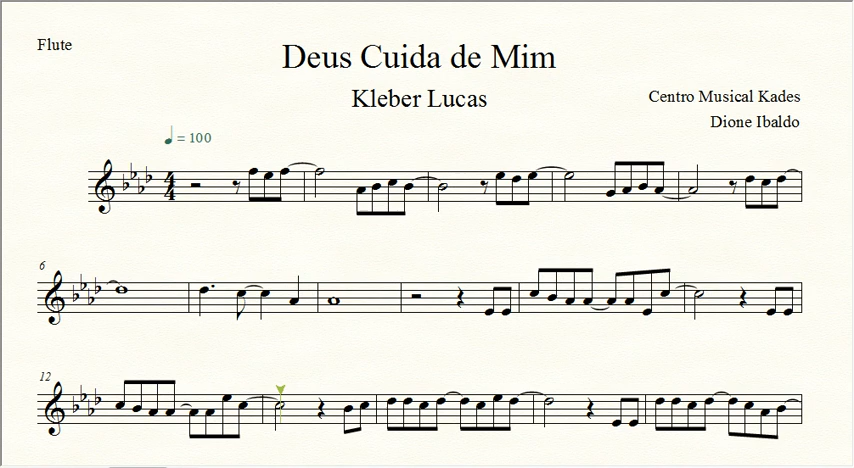 Flute
Deus Cuida de Mim
Kleber Lucas
Centro Musical Kades
Dione Ibaldo
= 100
4
4
6
12